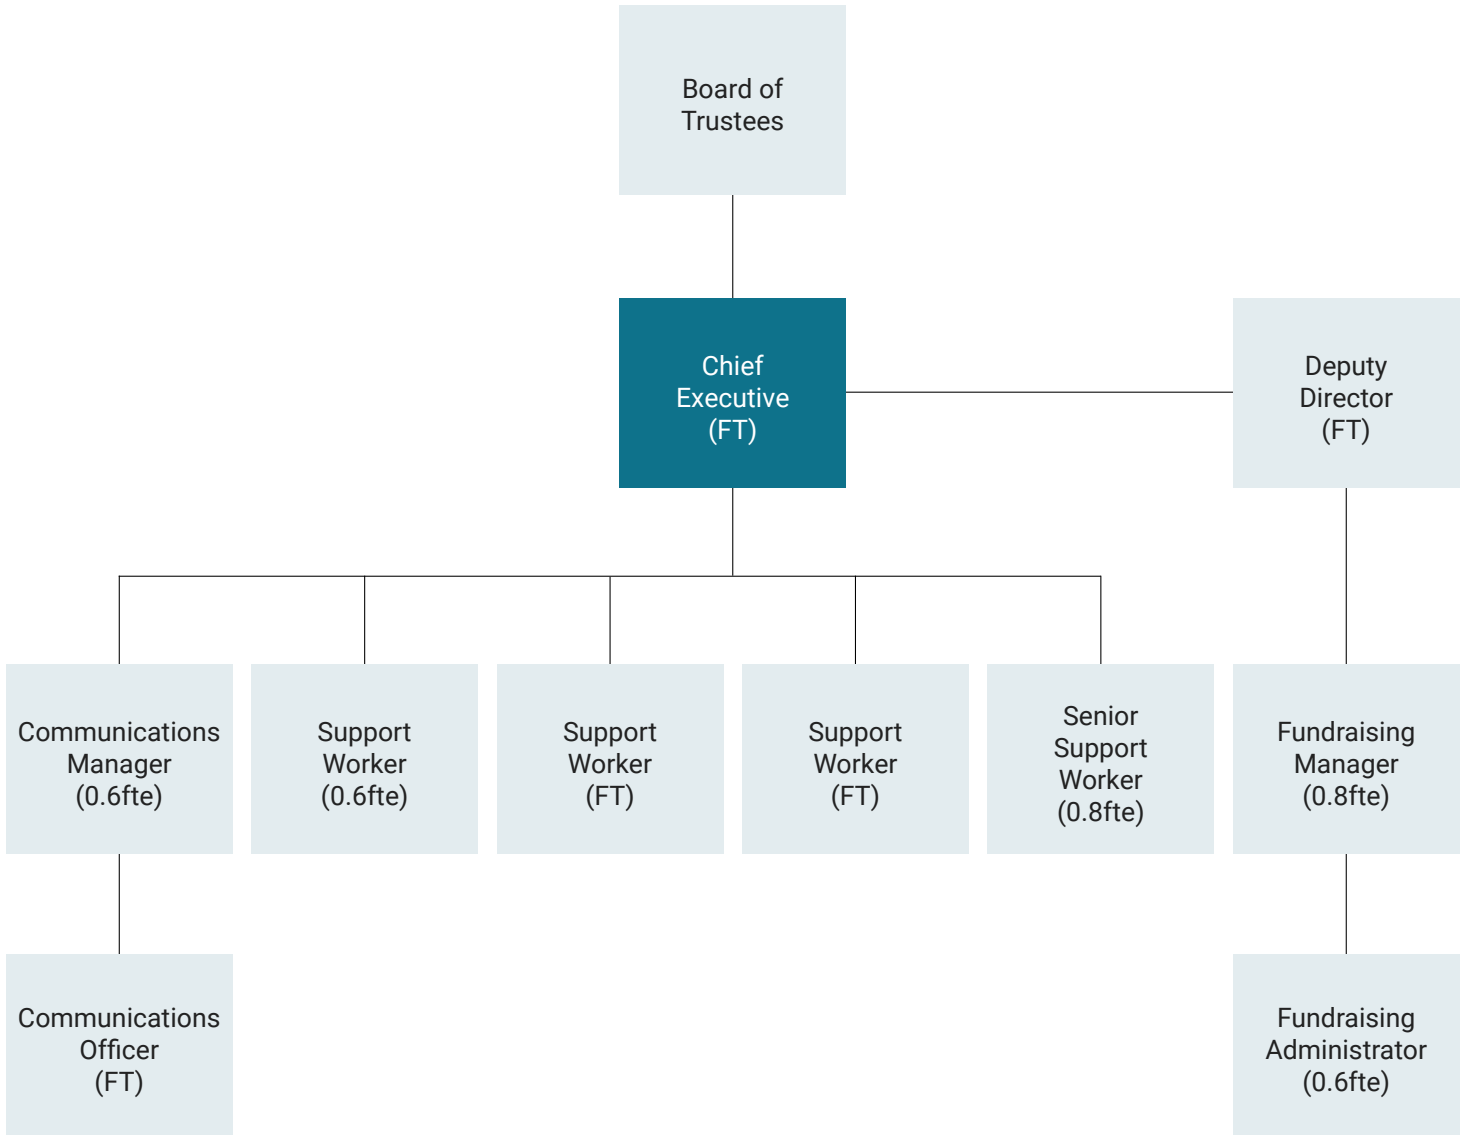 Board of
Trustees
Chief
Executive
(FT)
Deputy
Director
(FT)
Communications
Manager
(0.6fte)
Support
Worker
(0.6fte)
Support
Worker
(FT)
Support
Worker
(FT)
Senior
Support
Worker
(0.8fte)
Fundraising
Manager
(0.8fte)
Communications
Officer
(FT)
Fundraising
Administrator
(0.6fte)